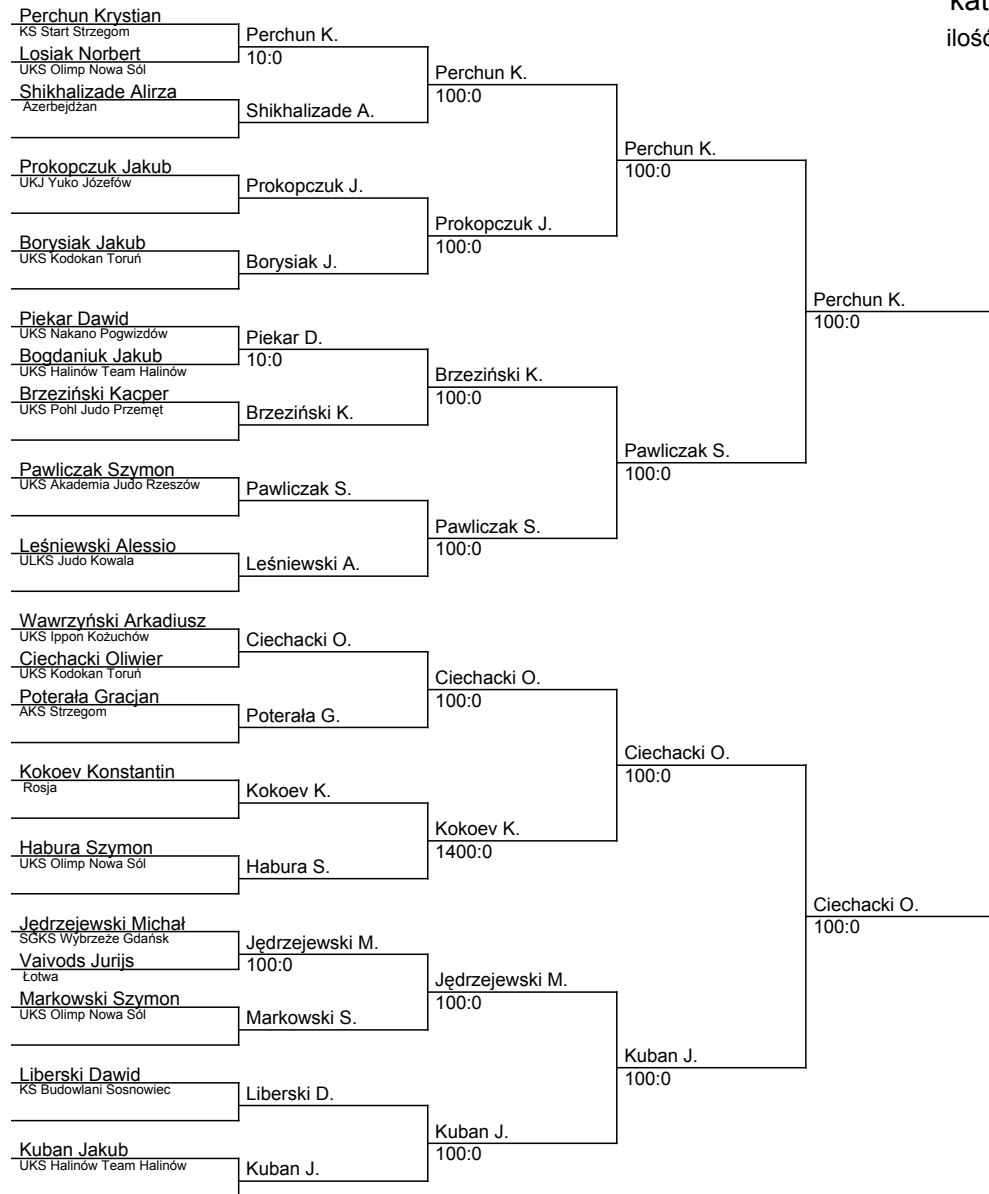 kat
ilość
Perchun Krystian
KS Start Strzegom
Losiak Norbert
UKS Olimp Nowa Sól
Shikhalizade Alirza
Azerbejdżan
Prokopczuk Jakub
UKJ Yuko Józefów
Borysiak Jakub
UKS Kodokan Toruń
Piekar Dawid
UKS Nakano Pogwizdów
Bogdaniuk Jakub
UKS Halinów Team Halinów
Brzeziński Kacper
UKS Pohl Judo Przemęt
Pawliczak Szymon
UKS Akademia Judo Rzeszów
Leśniewski Alessio
ULKS Judo Kowala
Wawrzyński Arkadiusz
UKS Ippon Kożuchów
Ciechacki Oliwier
UKS Kodokan Toruń
Poterała Gracjan
AKS Strzegom
Kokoev Konstantin
Rosja
Habura Szymon
UKS Olimp Nowa Sól
Jędrzejewski Michał
SGKS Wybrzeże Gdańsk
Vaivods Jurijs
Łotwa
Markowski Szymon
UKS Olimp Nowa Sól
Liberski Dawid
KS Budowlani Sosnowiec
Kuban Jakub
UKS Halinów Team Halinów
Perchun K.
10:0
Shikhalizade A.
Prokopczuk J.
Borysiak J.
Piekar D.
10:0
Brzeziński K.
Pawliczak S.
Leśniewski A.
Ciechacki O.
Poterała G.
Kokoev K.
Habura S.
Jędrzejewski M.
100:0
Markowski S.
Liberski D.
Kuban J.
Perchun K.
100:0
Prokopczuk J.
100:0
Brzeziński K.
100:0
Pawliczak S.
100:0
Ciechacki O.
100:0
Kokoev K.
1400:0
Jędrzejewski M.
100:0
Kuban J.
100:0
Perchun K.
100:0
Pawliczak S.
100:0
Ciechacki O.
100:0
Kuban J.
100:0
Perchun K.
100:0
Ciechacki O.
100:0